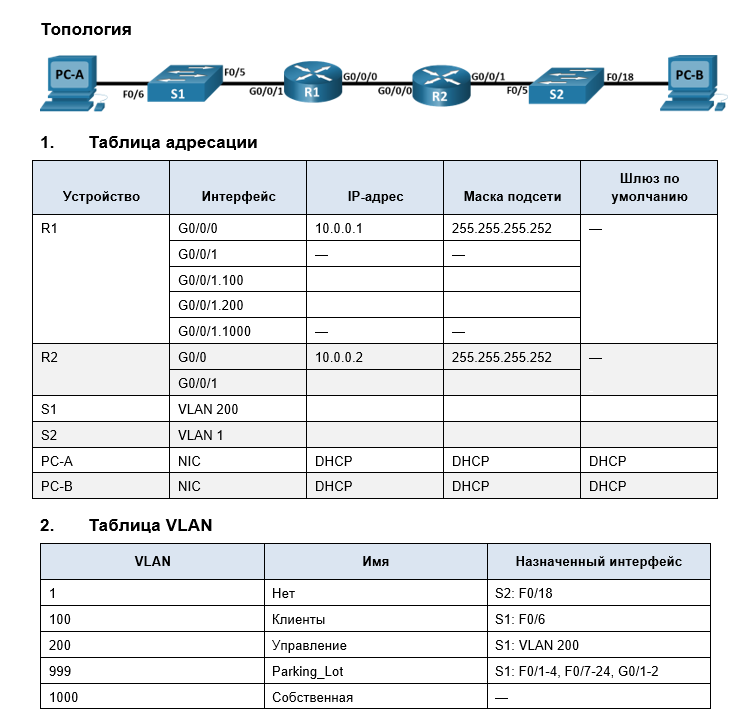 Топология
PC-A F0/6 S1 F0/5 G0/0/1 R1 G0/0/0 G0/0/0 R2 G0/0/1 F0/5 S2 F0/18 PC-B
1. Таблица адресации
Устройство Интерфейс IP-адрес Маска подсети Шлюз по умолчанию
R1 G0/0/0 10.0.0.1 255.255.255.252 —
G0/0/1 — —
G0/0/1.100
G0/0/1.200
G0/0/1.1000 — —
R2 G0/0 10.0.0.2 255.255.255.252 —
G0/0/1
S1 VLAN 200
S2 VLAN 1
PC-A NIC DHCP DHCP DHCP
PC-B NIC DHCP DHCP DHCP
2. Таблица VLAN
VLAN Имя Назначенный интерфейс
1 Нет S2: F0/18
100 Клиенты S1: F0/6
200 Управление S1: VLAN 200
999 Parking_Lot S1: F0/1-4, F0/7-24, G0/1-2
1000 Собственная —